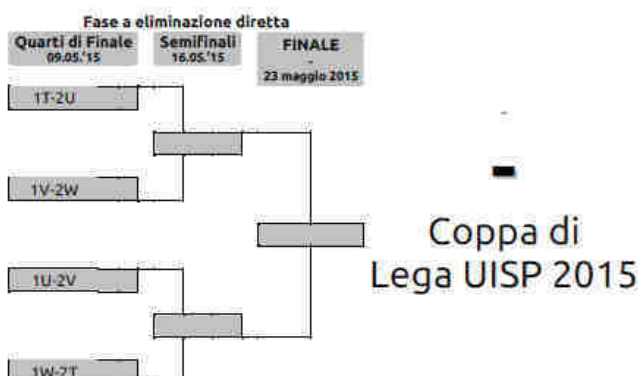 Fase a eliminazione diretta
Quarti di Finale
09.05.'15
Semifinali
16.05.'15
FINALE
-
23 maggio 2015
1T-2U
1V-2W
1U-2V
1W-2T
-
-
Coppa di
Lega UISP 2015